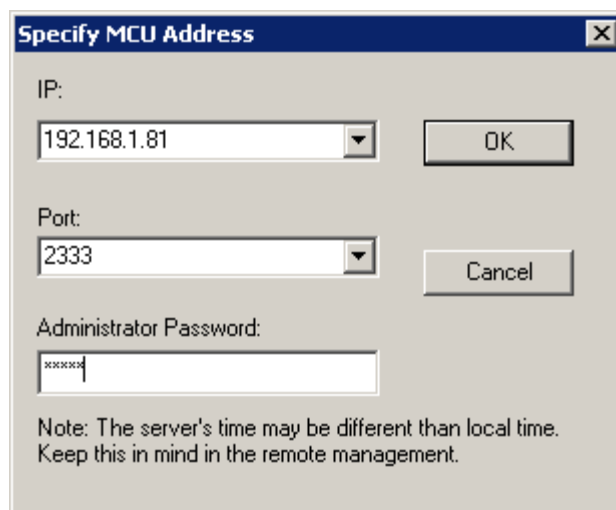 Specify MCU Address
IP:
192.168.1.81
OK
Port:
2333
Cancel
Administrator Password:
xxxxx
Note: The server's time may be different than local time.
Keep this in mind in the remote management.